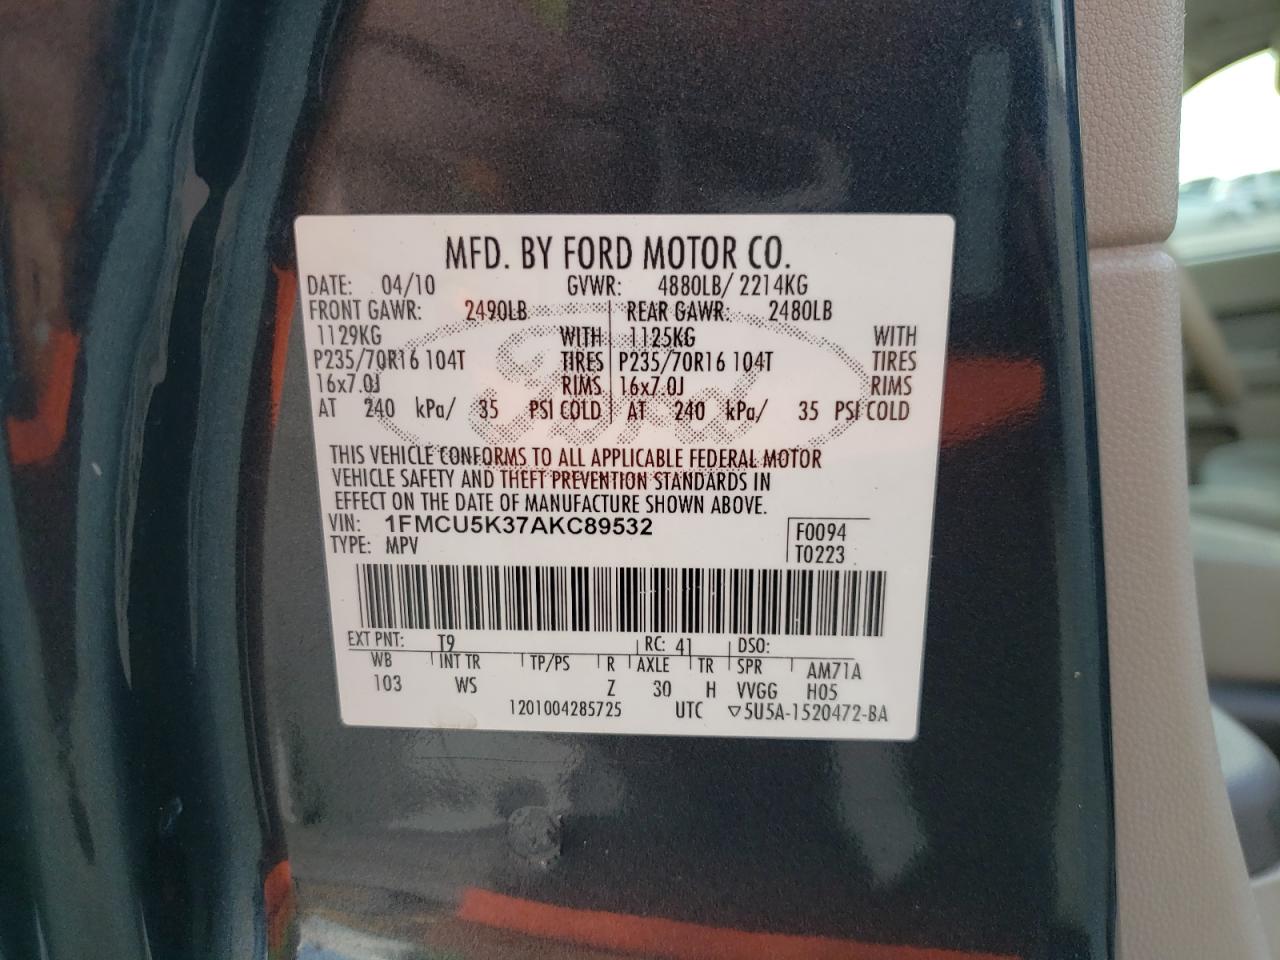 MFD. BY FORD MOTOR CO.
DATE: 04/10 GVWR: 4880LB/ 2214KG
FRONT GAWR: 2490LB REAR GAWR: 2480LB
1129KG WITH 1125KG WITH
P235/70R16 104T TIRES P235/70R16 104T TIRES
16x7.0J RIMS 16x7.0J RIMS
AT 240 kPa/ 35 PSI COLD AT 240 kPa/ 35 PSI COLD
Ford
THIS VEHICLE CONFORMS TO ALL APPLICABLE FEDERAL MOTOR
VEHICLE SAFETY AND THEFT PREVENTION STANDARDS IN
EFFECT ON THE DATE OF MANUFACTURE SHOWN ABOVE.
VIN: 1FMCU5K37AKC89532 F0094
TYPE: MPV T0223
EXT PNT: T9 RC: 41 DSO:
WB INT TR TP/PS R AXLE TR SPR AM71A
103 WS Z 30 H VVGG H05
1201004285725 UTC ▽5U5A-1520472-BA